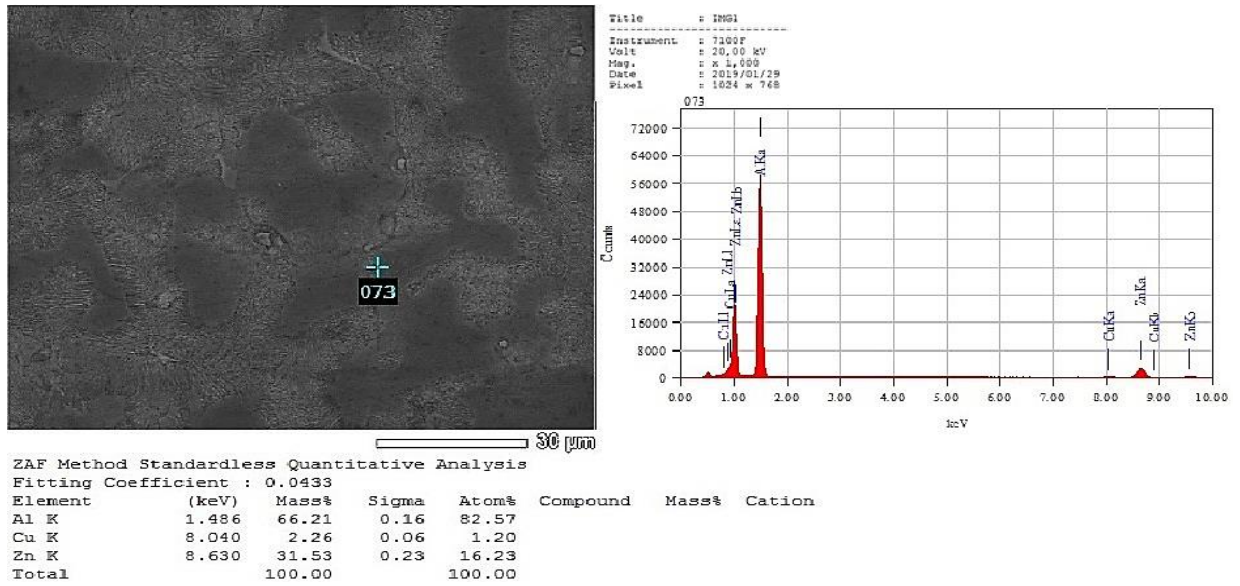 Title : IMG1
Instrument : 7100F
Volt : 20.00 kV
Mag. : x 1,000
Date : 2019/01/29
Pixel : 1024 x 768
073
073
30 µm
Counts
72000
64000
56000
48000
40000
32000
24000
16000
8000
0
CuLl
CuLa
ZnLl
ZnLa
ZnLb
AlKa
CuKa
ZnKa
CuKb
ZnKb
0.00 1.00 2.00 3.00 4.00 5.00 6.00 7.00 8.00 9.00 10.00
keV
ZAF Method Standardless Quantitative Analysis
Fitting Coefficient : 0.0433
Element (keV) Mass% Sigma Atom% Compound Mass% Cation
Al K 1.486 66.21 0.16 82.57
Cu K 8.040 2.26 0.06 1.20
Zn K 8.630 31.53 0.23 16.23
Total 100.00 100.00